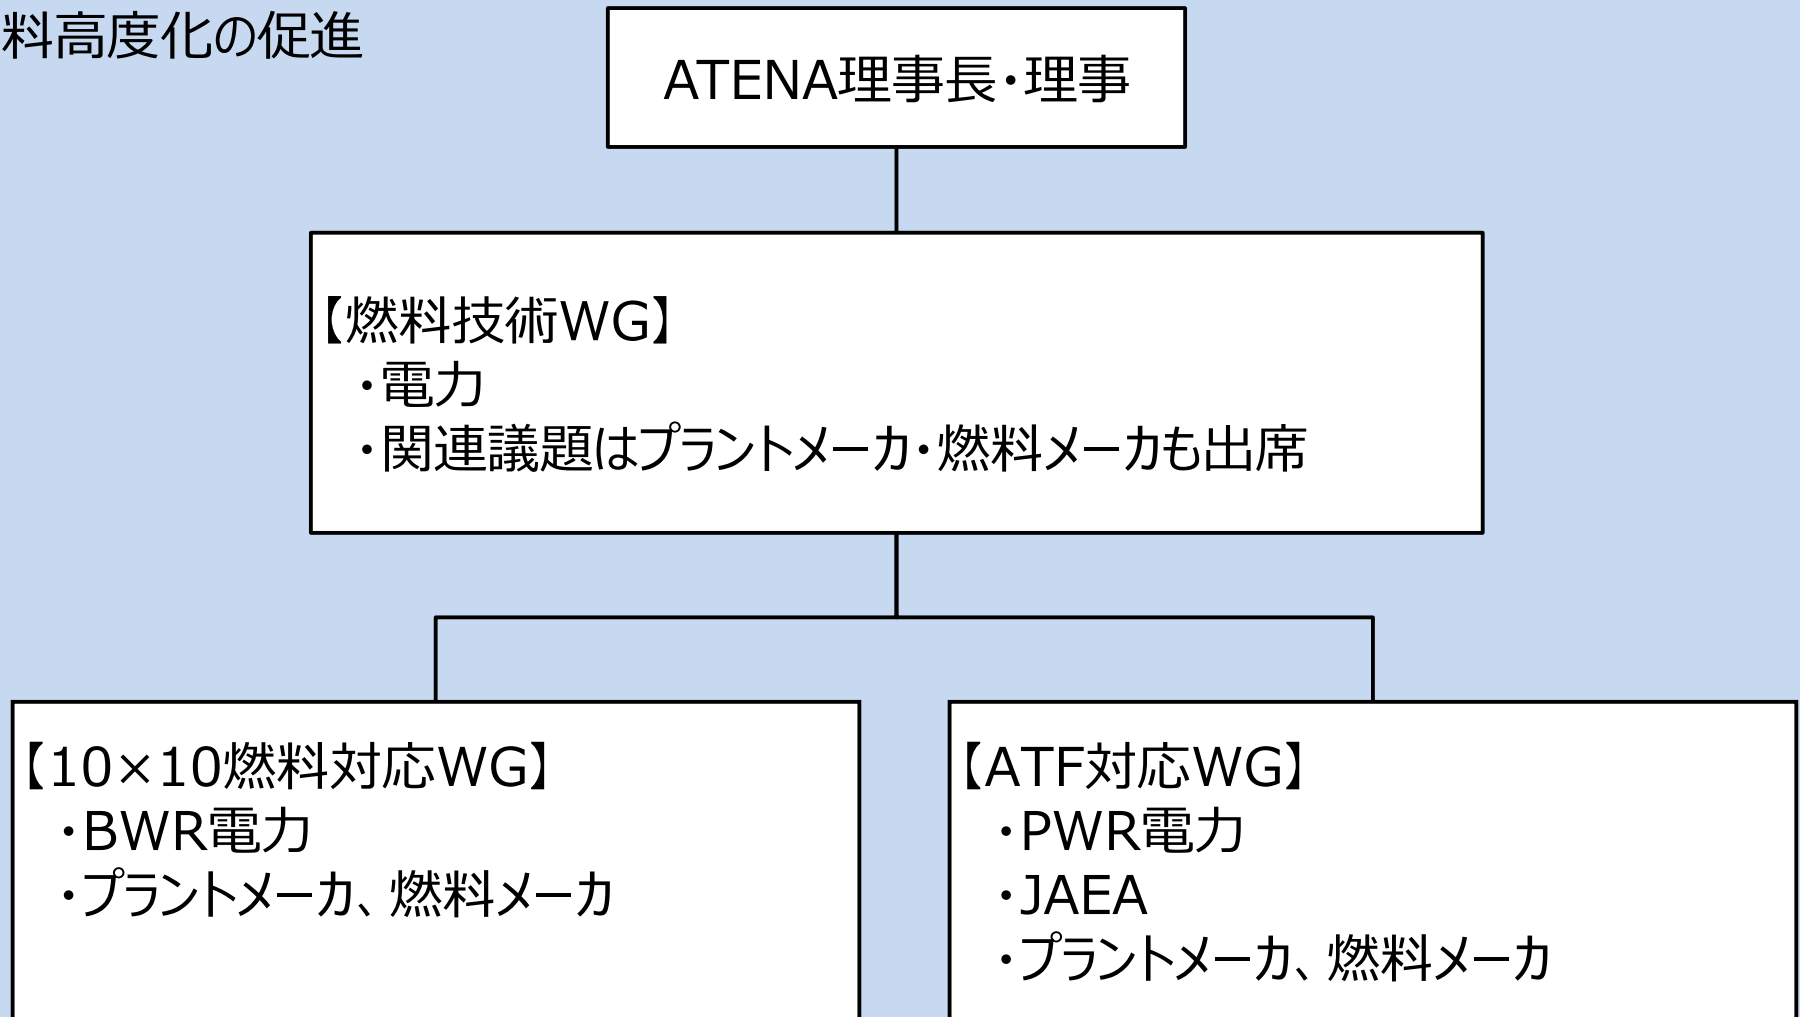 料高度化の促進
ATENA理事長・理事
【燃料技術WG】
・電力
・関連議題はプラントメーカ・燃料メーカも出席
【10×10燃料対応WG】
・BWR電力
・プラントメーカ、燃料メーカ
【ATF対応WG】
・PWR電力
・JAEA
・プラントメーカ、燃料メーカ